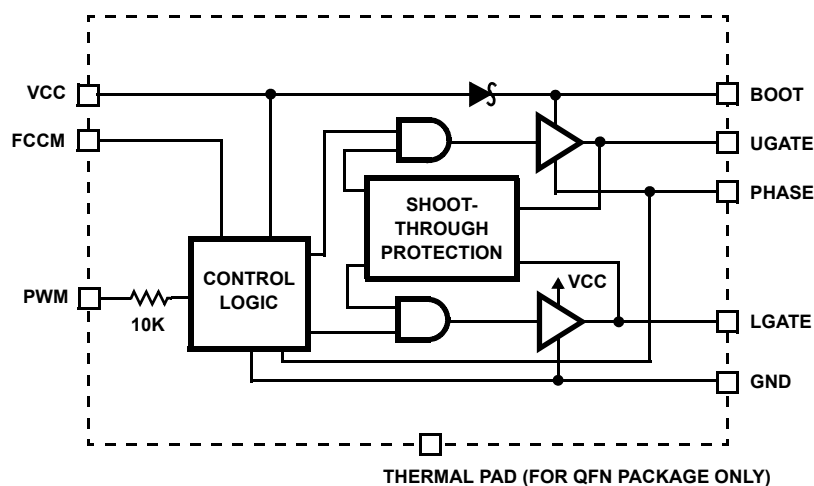 VCC
BOOT
FCCM
UGATE
PHASE
SHOOT-
THROUGH
PROTECTION
CONTROL
LOGIC
VCC
PWM
10K
LGATE
GND
THERMAL PAD (FOR QFN PACKAGE ONLY)